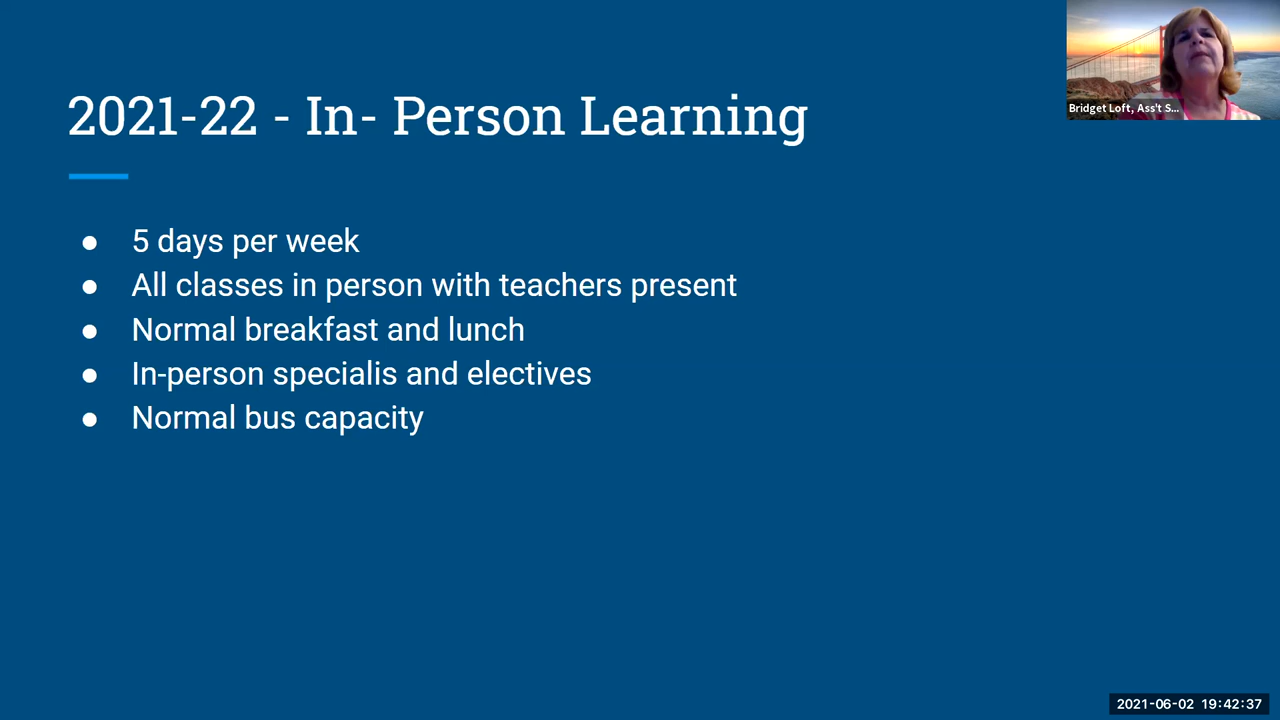 Bridget Loft, Ass't S...
2021-22 - In- Person Learning
● 5 days per week
● All classes in person with teachers present
● Normal breakfast and lunch
● In-person specialis and electives
● Normal bus capacity
2021-06-02 19:42:37